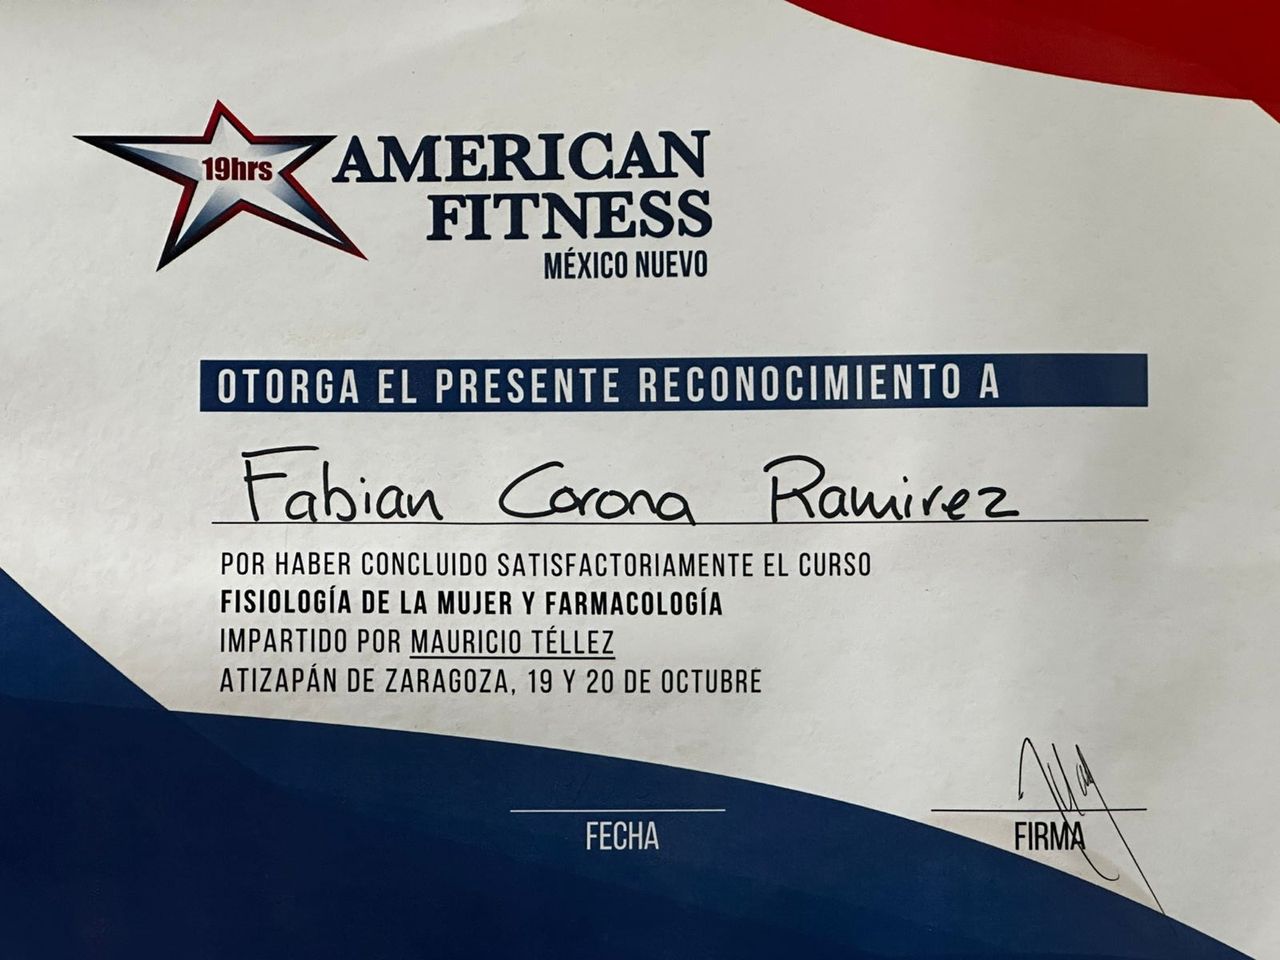 19hrs
AMERICAN
FITNESS
MÉXICO NUEVO
OTORGA EL PRESENTE RECONOCIMIENTO A
Fabian Corona Ramirez
POR HABER CONCLUIDO SATISFACTORIAMENTE EL CURSO
FISIOLOGÍA DE LA MUJER Y FARMACOLOGÍA
IMPARTIDO POR MAURICIO TÉLLEZ
ATIZAPÁN DE ZARAGOZA, 19 Y 20 DE OCTUBRE
FECHA
FIRMA